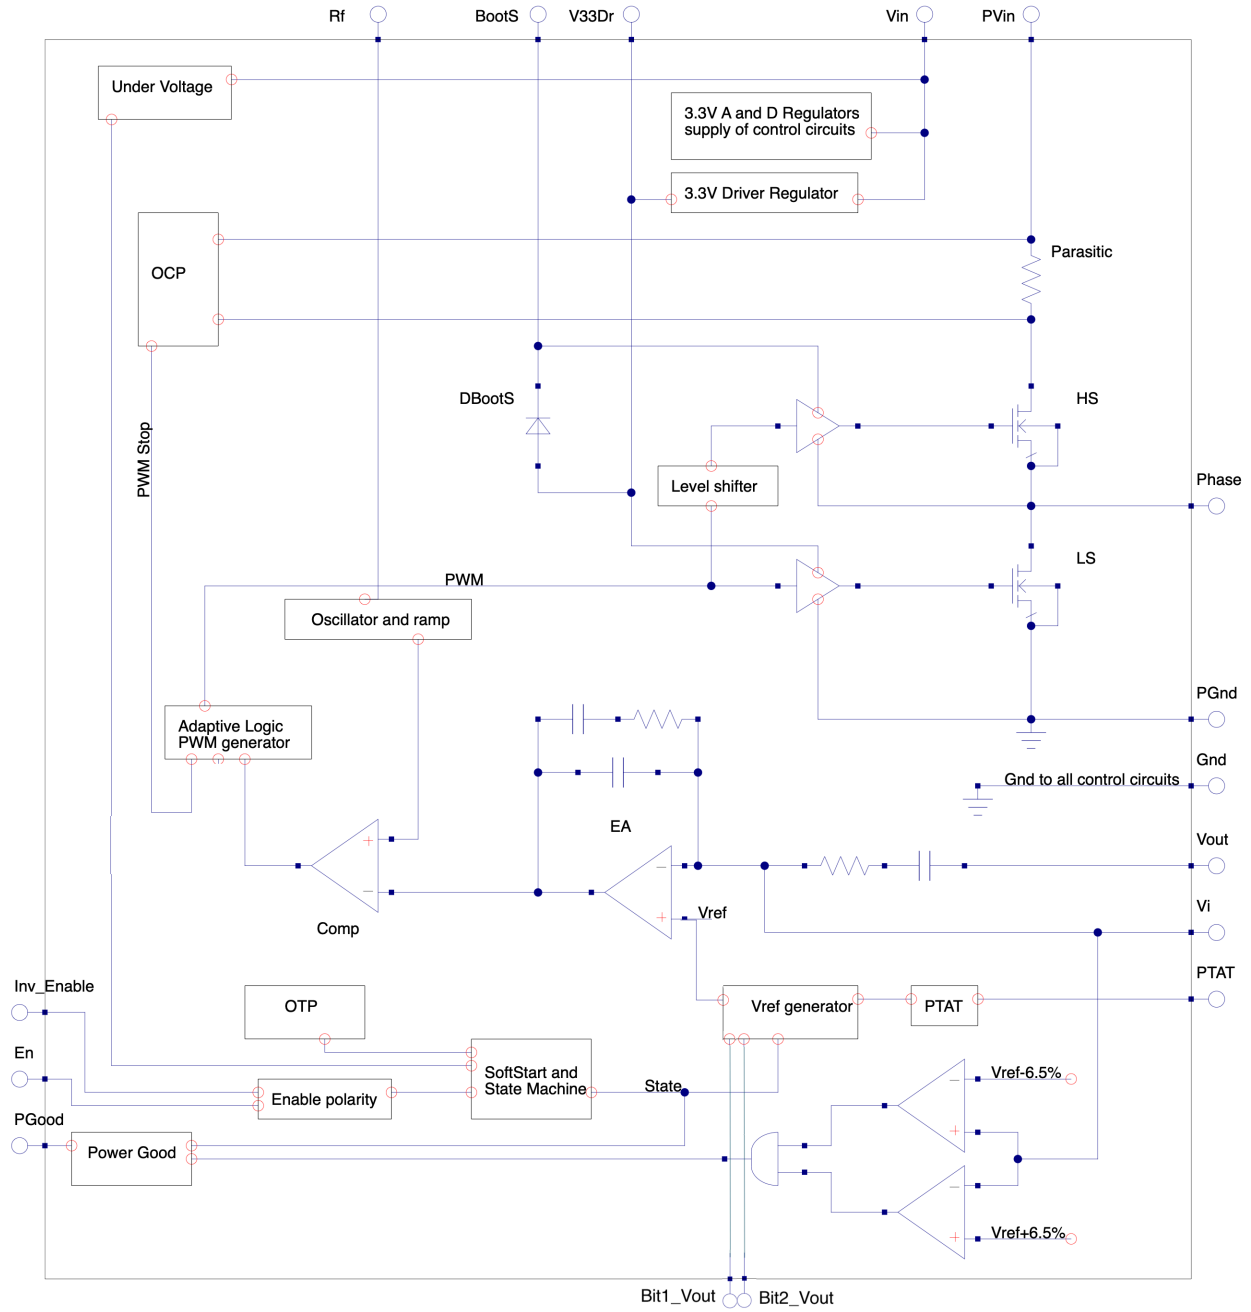 Rf
BootS
V33Dr
Vin
PVin
Under Voltage
3.3V A and D Regulators
supply of control circuits
3.3V Driver Regulator
OCP
Parasitic
DBootS
HS
PWM Stop
Level shifter
Phase
LS
PWM
Oscillator and ramp
PGnd
Adaptive Logic
PWM generator
Gnd
Gnd to all control circuits
EA
Vout
+
−
−
Vi
Vref
+
Comp
PTAT
Inv_Enable
OTP
Vref generator
PTAT
En
SoftStart and
State Machine
State
Vref-6.5%
−
Enable polarity
PGood
Power Good
+
−
Vref+6.5%
+
Bit1_Vout
Bit2_Vout